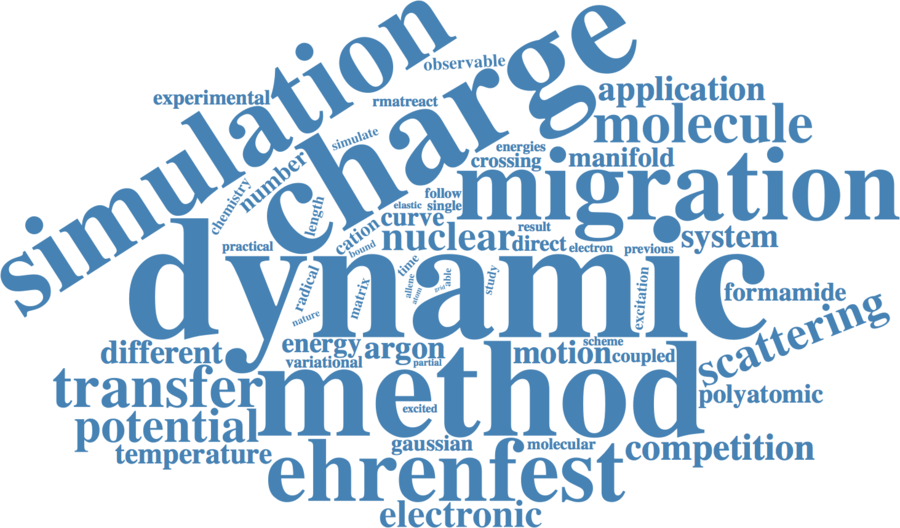 simulation
charge
observable
experimental
rmatreact
application
molecule
simulate
energies
crossing
manifold
migration
number
chemistry
length
follow
single
elastic
curve
cation
bound
nuclear
direct
result
electron
previous
system
practical
dynamic
radical
nature
matrix
time
allene
atom
grid
able
study
excitation
formamide
scattering
different
energy
variational
argon
partial
motion
scheme
coupled
polyatomic
transfer
method
excited
potential
temperature
gaussian
molecular
competition
ehrenfest
electronic